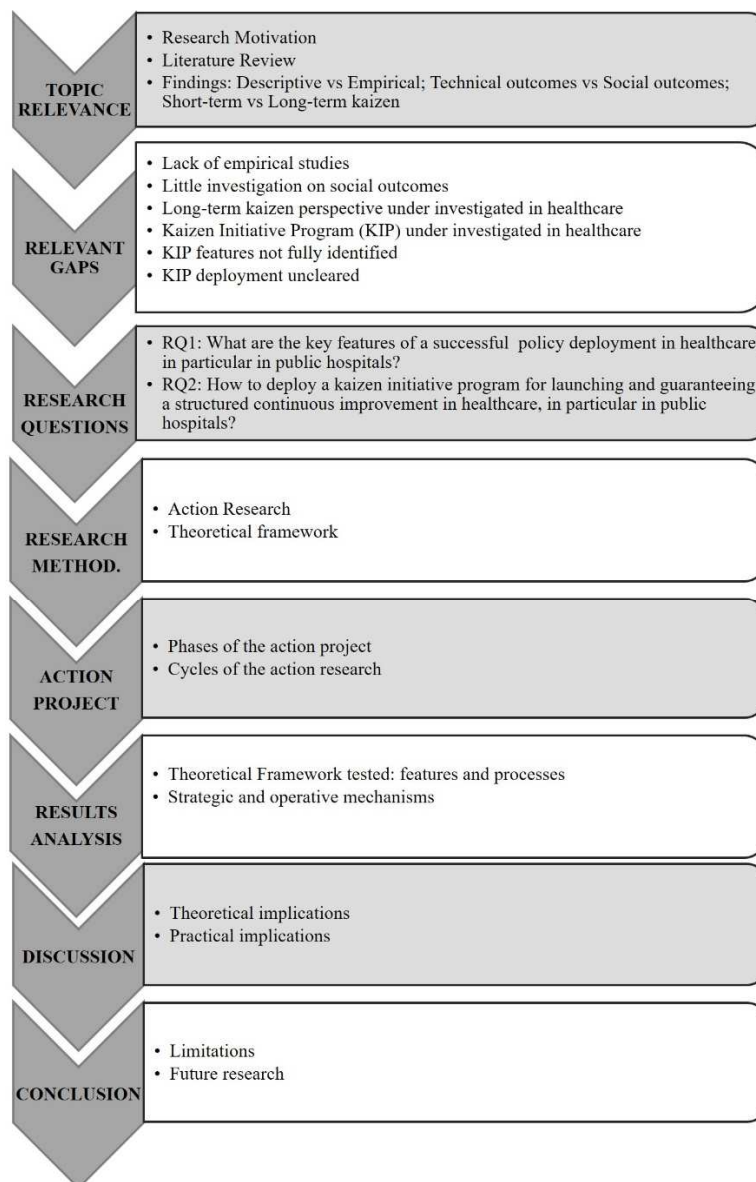 TOPIC
RELEVANCE
• Research Motivation
• Literature Review
• Findings: Descriptive vs Empirical; Technical outcomes vs Social outcomes;
Short-term vs Long-term kaizen
RELEVANT
GAPS
• Lack of empirical studies
• Little investigation on social outcomes
• Long-term kaizen perspective under investigated in healthcare
• Kaizen Initiative Program (KIP) under investigated in healthcare
• KIP features not fully identified
• KIP deployment uncleared
RESEARCH
QUESTIONS
• RQ1: What are the key features of a successful policy deployment in healthcare
in particular in public hospitals?
• RQ2: How to deploy a kaizen initiative program for launching and guaranteeing
a structured continuous improvement in healthcare, in particular in public
hospitals?
RESEARCH
METHOD.
• Action Research
• Theoretical framework
ACTION
PROJECT
• Phases of the action project
• Cycles of the action research
RESULTS
ANALYSIS
• Theoretical Framework tested: features and processes
• Strategic and operative mechanisms
DISCUSSION
• Theoretical implications
• Practical implications
CONCLUSION
• Limitations
• Future research